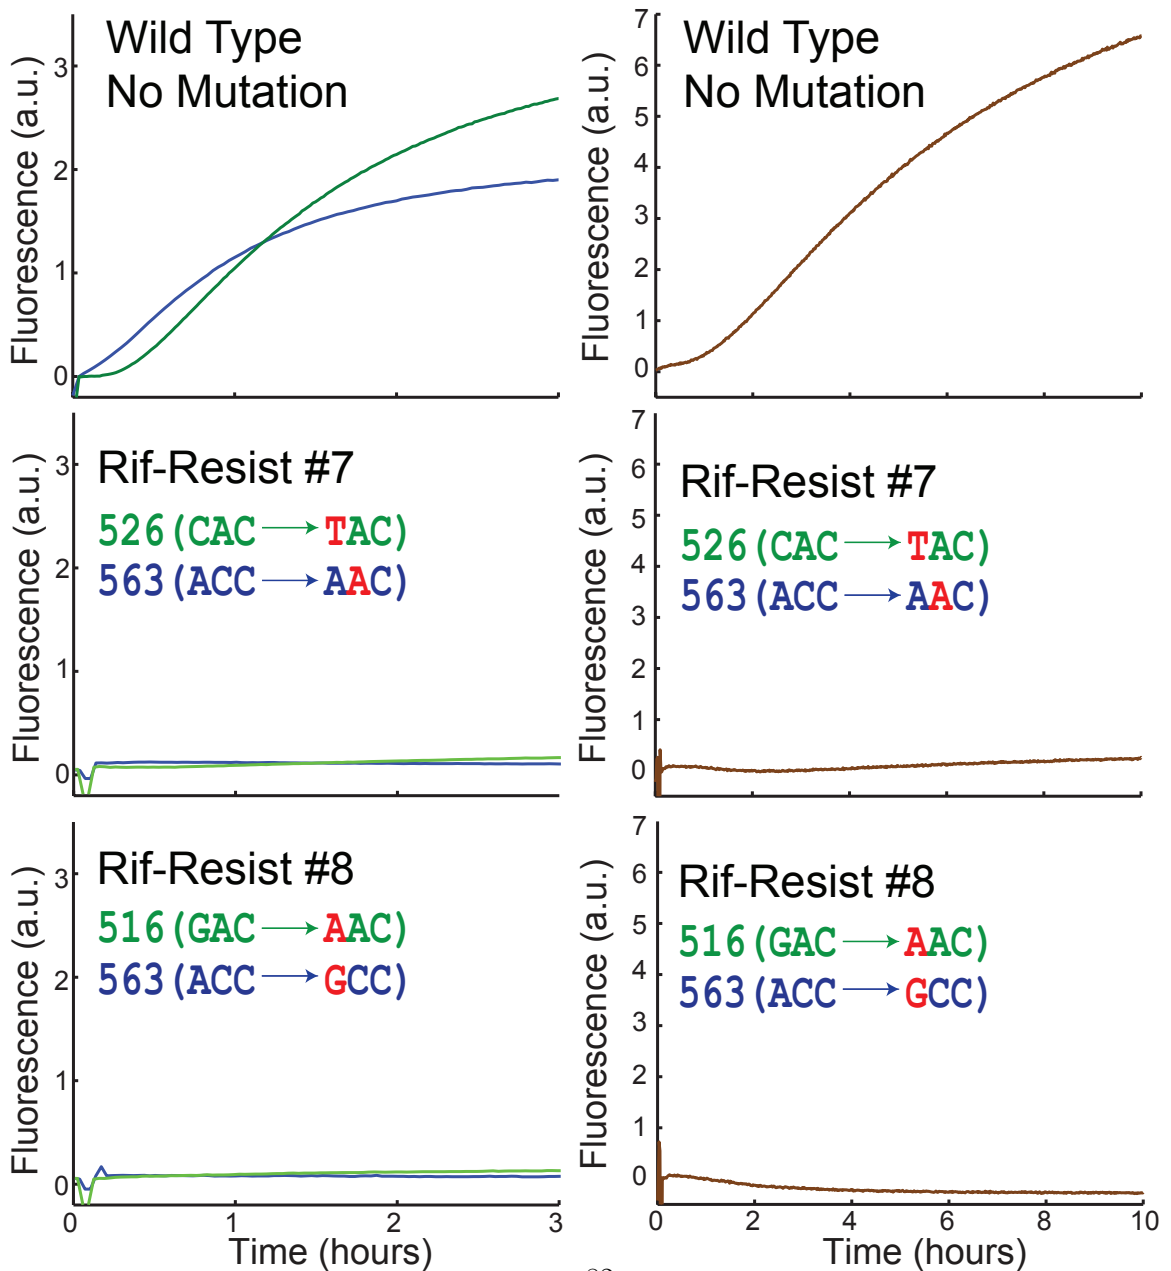 Wild Type
No Mutation
Fluorescence (a.u.)
3
2
1
0
Wild Type
No Mutation
Fluorescence (a.u.)
7
6
5
4
3
2
1
0
Rif-Resist #7
526(CAC → TAC)
563(ACC → AAC)
Fluorescence (a.u.)
3
2
1
0
Rif-Resist #7
526(CAC → TAC)
563(ACC → AAC)
Fluorescence (a.u.)
7
6
5
4
3
2
1
0
Rif-Resist #8
516(GAC → AAC)
563(ACC → GCC)
Fluorescence (a.u.)
3
2
1
0
0 1 2 3
Time (hours)
Rif-Resist #8
516(GAC → AAC)
563(ACC → GCC)
Fluorescence (a.u.)
7
6
5
4
3
2
1
0
0 2 4 6 8 10
Time (hours)